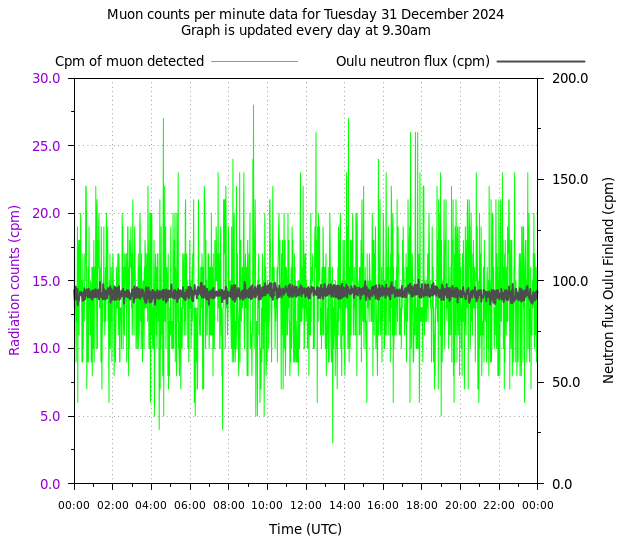 Muon counts per minute data for Tuesday 31 December 2024
Graph is updated every day at 9.30am
Cpm of muon detected
Oulu neutron flux (cpm)
30.0
25.0
20.0
15.0
10.0
5.0
0.0
Radiation counts (cpm)
200.0
150.0
100.0
50.0
0.0
Neutron flux Oulu Finland (cpm)
00:00 02:00 04:00 06:00 08:00 10:00 12:00 14:00 16:00 18:00 20:00 22:00 00:00
Time (UTC)